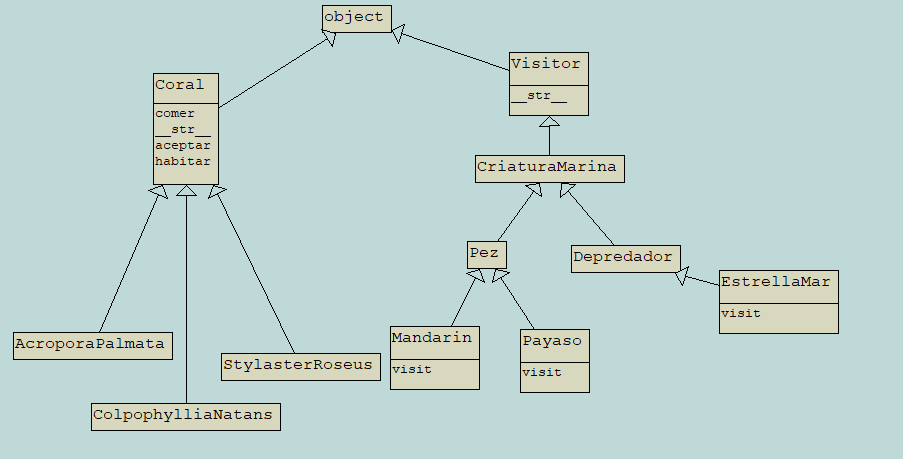 object
Visitor
__str__
Coral
comer
__str__
aceptar
habitar
CriaturaMarina
Pez
Depredador
EstrellaMar
visit
Mandarin
visit
Payaso
visit
AcroporaPalmata
StylasterRoseus
ColpophylliaNatans